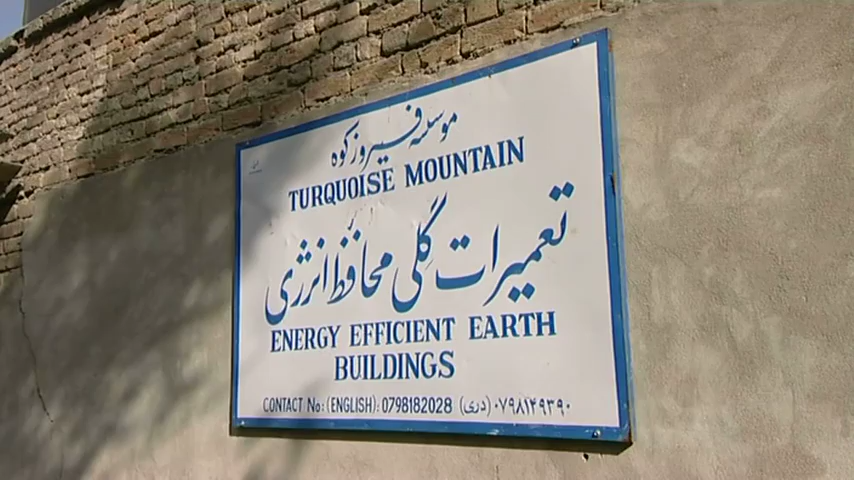 موسسه فیروزکوه
TURQUOISE MOUNTAIN
تعمیرات گلی محافظ انرژی
ENERGY EFFICIENT EARTH
BUILDINGS
CONTACT No: (ENGLISH): 0798182028 (دری) ۰۷۹۸۱۴۹۳۹۰